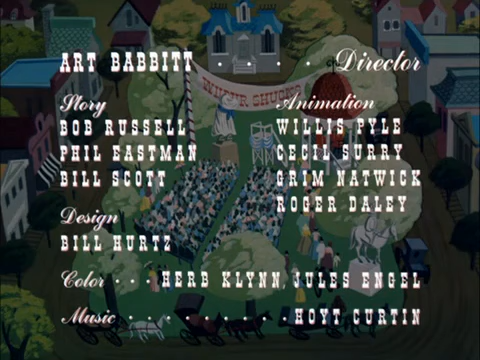 ART BABBITT . . . . . Director
Story
BOB RUSSELL
PHIL EASTMAN
BILL SCOTT
Design
BILL HURTZ
Animation
WILLIS PYLE
CECIL SURRY
GRIM NATWICK
ROGER DALEY
Color . . . HERB KLYNN, JULES ENGEL
Music . . . . . . . . . HOYT CURTIN